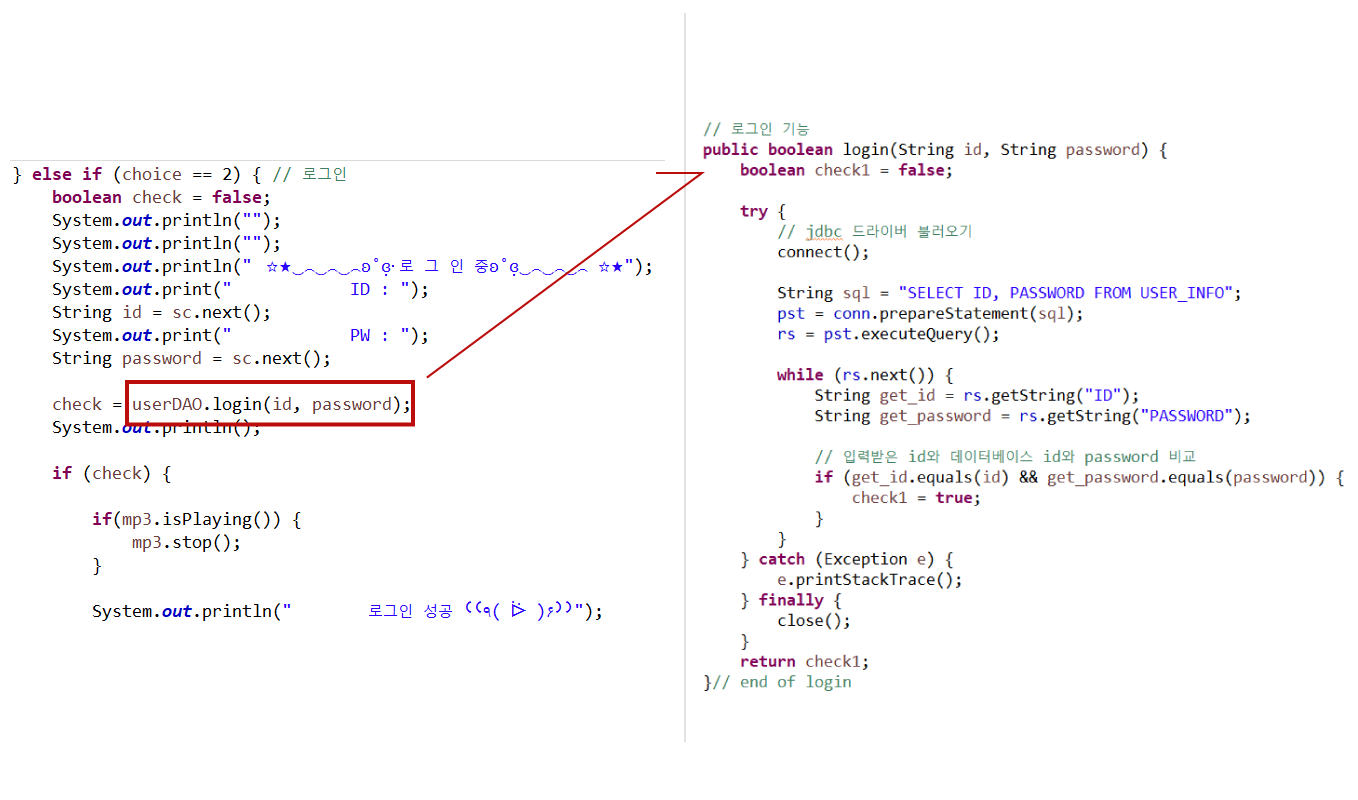 } else if (choice == 2) { // 로그인
boolean check = false;
System.out.println("");
System.out.println("");
System.out.println(" ☆★‿︵‿︵‿︵ʚ˚ɞ̣̩·로 그 인 중ʚ˚ɞ̣̩‿︵‿︵‿︵ ☆★");
System.out.print(" ID : ");
String id = sc.next();
System.out.print(" PW : ");
String password = sc.next();
check = userDAO.login(id, password);
System.out.println();
if (check) {
if(mp3.isPlaying()) {
mp3.stop();
}
System.out.println(" 로그인 성공 ⁽⁽٩( ᐖ )۶⁾⁾");
// 로그인 기능
public boolean login(String id, String password) {
boolean check1 = false;
try {
// jdbc 드라이버 불러오기
connect();
String sql = "SELECT ID, PASSWORD FROM USER_INFO";
pst = conn.prepareStatement(sql);
rs = pst.executeQuery();
while (rs.next()) {
String get_id = rs.getString("ID");
String get_password = rs.getString("PASSWORD");
// 입력받은 id와 데이터베이스 id와 password 비교
if (get_id.equals(id) && get_password.equals(password)) {
check1 = true;
}
}
} catch (Exception e) {
e.printStackTrace();
} finally {
close();
}
return check1;
}// end of login